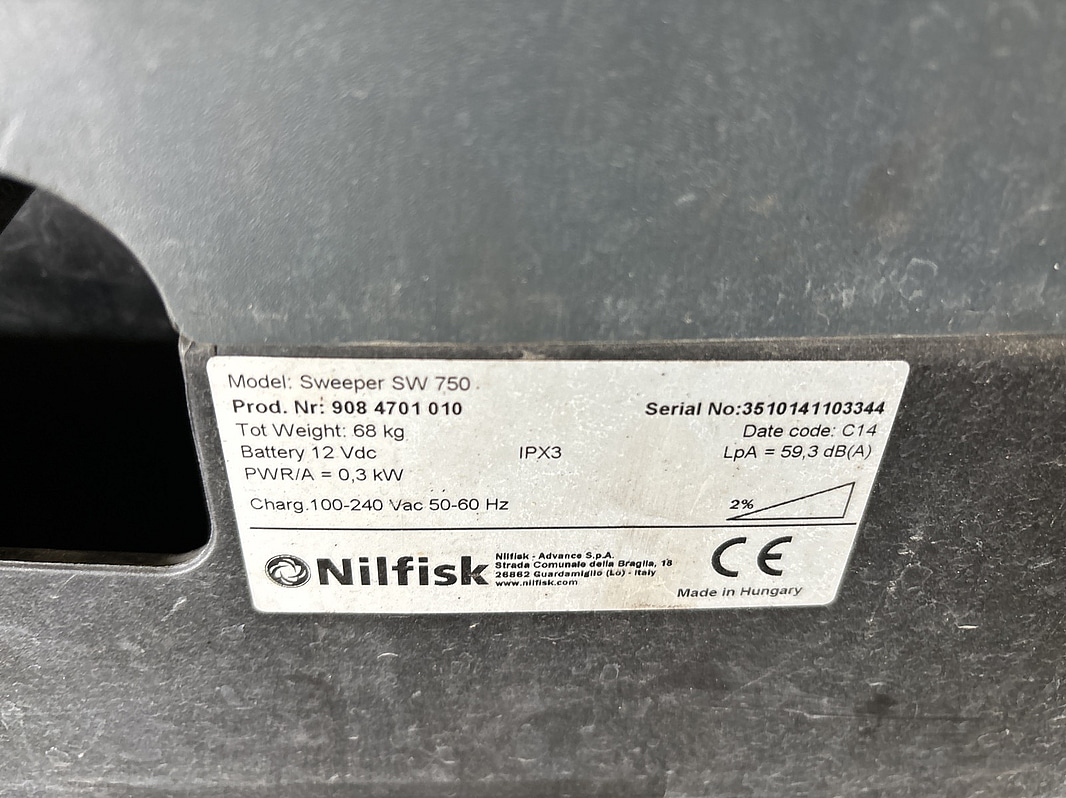 Model: Sweeper SW 750
Prod. Nr: 908 4701 010
Serial No:3510141103344
Tot Weight: 68 kg
Date code: C14
Battery 12 Vdc
IPX3
LpA = 59,3 dB(A)
PWR/A = 0,3 kW
Charg.100-240 Vac 50-60 Hz
2%
Nilfisk
Nilfisk - Advance S.p.A.
Strada Comunale della Braglia, 18
26862 Guardamiglio (Lo) - Italy
www.nilfisk.com
CE
Made in Hungary